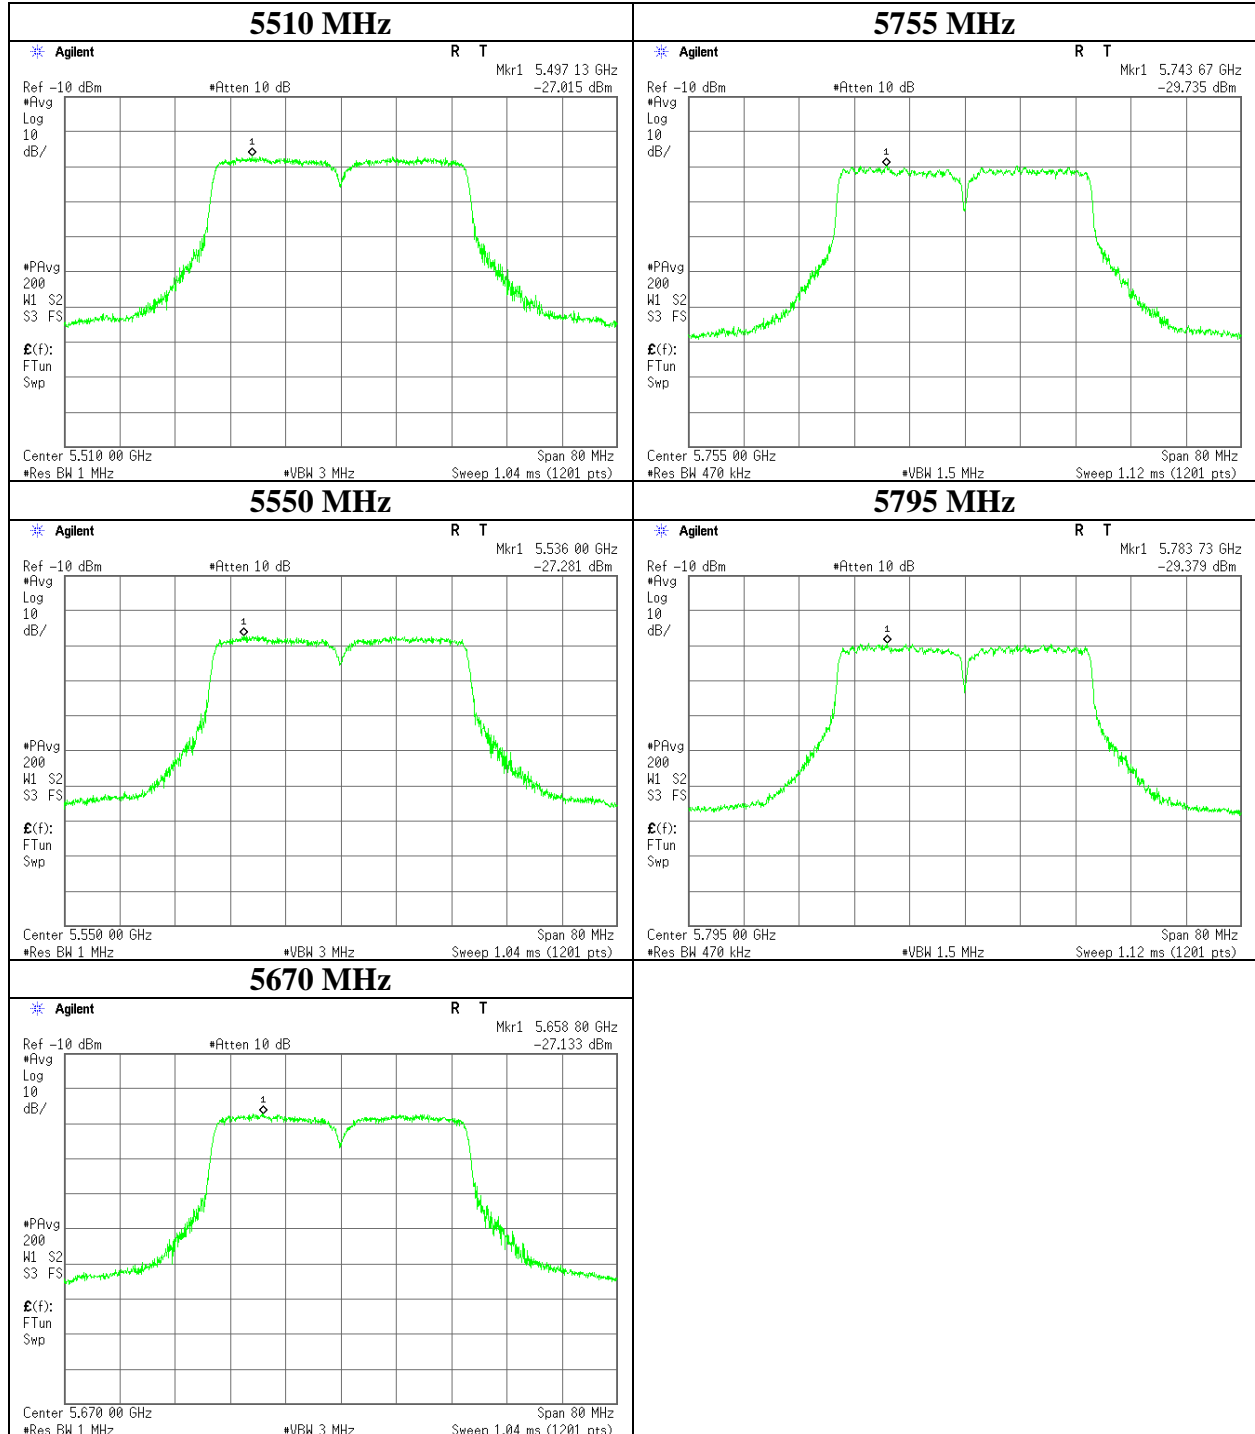 5510 MHz
Agilent
R T
Mkr1 5.497 13 GHz
Ref -10 dBm #Atten 10 dB -27.015 dBm
#Avg
Log
10
dB/
1
#PAvg
200
W1 S2
S3 FS
£(f):
FTun
Swp
Center 5.510 00 GHz Span 80 MHz
#Res BW 1 MHz #VBW 3 MHz Sweep 1.04 ms (1201 pts)
5755 MHz
Agilent
R T
Mkr1 5.743 67 GHz
Ref -10 dBm #Atten 10 dB -29.735 dBm
#Avg
Log
10
dB/
1
#PAvg
200
W1 S2
S3 FS
£(f):
FTun
Swp
Center 5.755 00 GHz Span 80 MHz
#Res BW 470 kHz #VBW 1.5 MHz Sweep 1.12 ms (1201 pts)
5550 MHz
Agilent
R T
Mkr1 5.536 00 GHz
Ref -10 dBm #Atten 10 dB -27.281 dBm
#Avg
Log
10
dB/
1
#PAvg
200
W1 S2
S3 FS
£(f):
FTun
Swp
Center 5.550 00 GHz Span 80 MHz
#Res BW 1 MHz #VBW 3 MHz Sweep 1.04 ms (1201 pts)
5795 MHz
Agilent
R T
Mkr1 5.783 73 GHz
Ref -10 dBm #Atten 10 dB -29.379 dBm
#Avg
Log
10
dB/
1
#PAvg
200
W1 S2
S3 FS
£(f):
FTun
Swp
Center 5.795 00 GHz Span 80 MHz
#Res BW 470 kHz #VBW 1.5 MHz Sweep 1.12 ms (1201 pts)
5670 MHz
Agilent
R T
Mkr1 5.658 80 GHz
Ref -10 dBm #Atten 10 dB -27.133 dBm
#Avg
Log
10
dB/
1
#PAvg
200
W1 S2
S3 FS
£(f):
FTun
Swp
Center 5.670 00 GHz Span 80 MHz
#Res BW 1 MHz #VBW 3 MHz Sweep 1.04 ms (1201 pts)